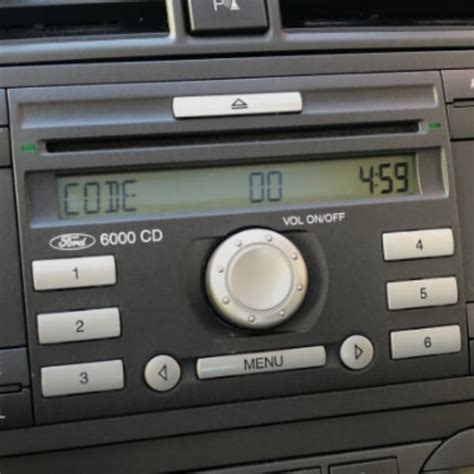 P
CODE 00 4:59
VOL ON/OFF
Ford 6000 CD
1
4
2
5
3
6
MENU